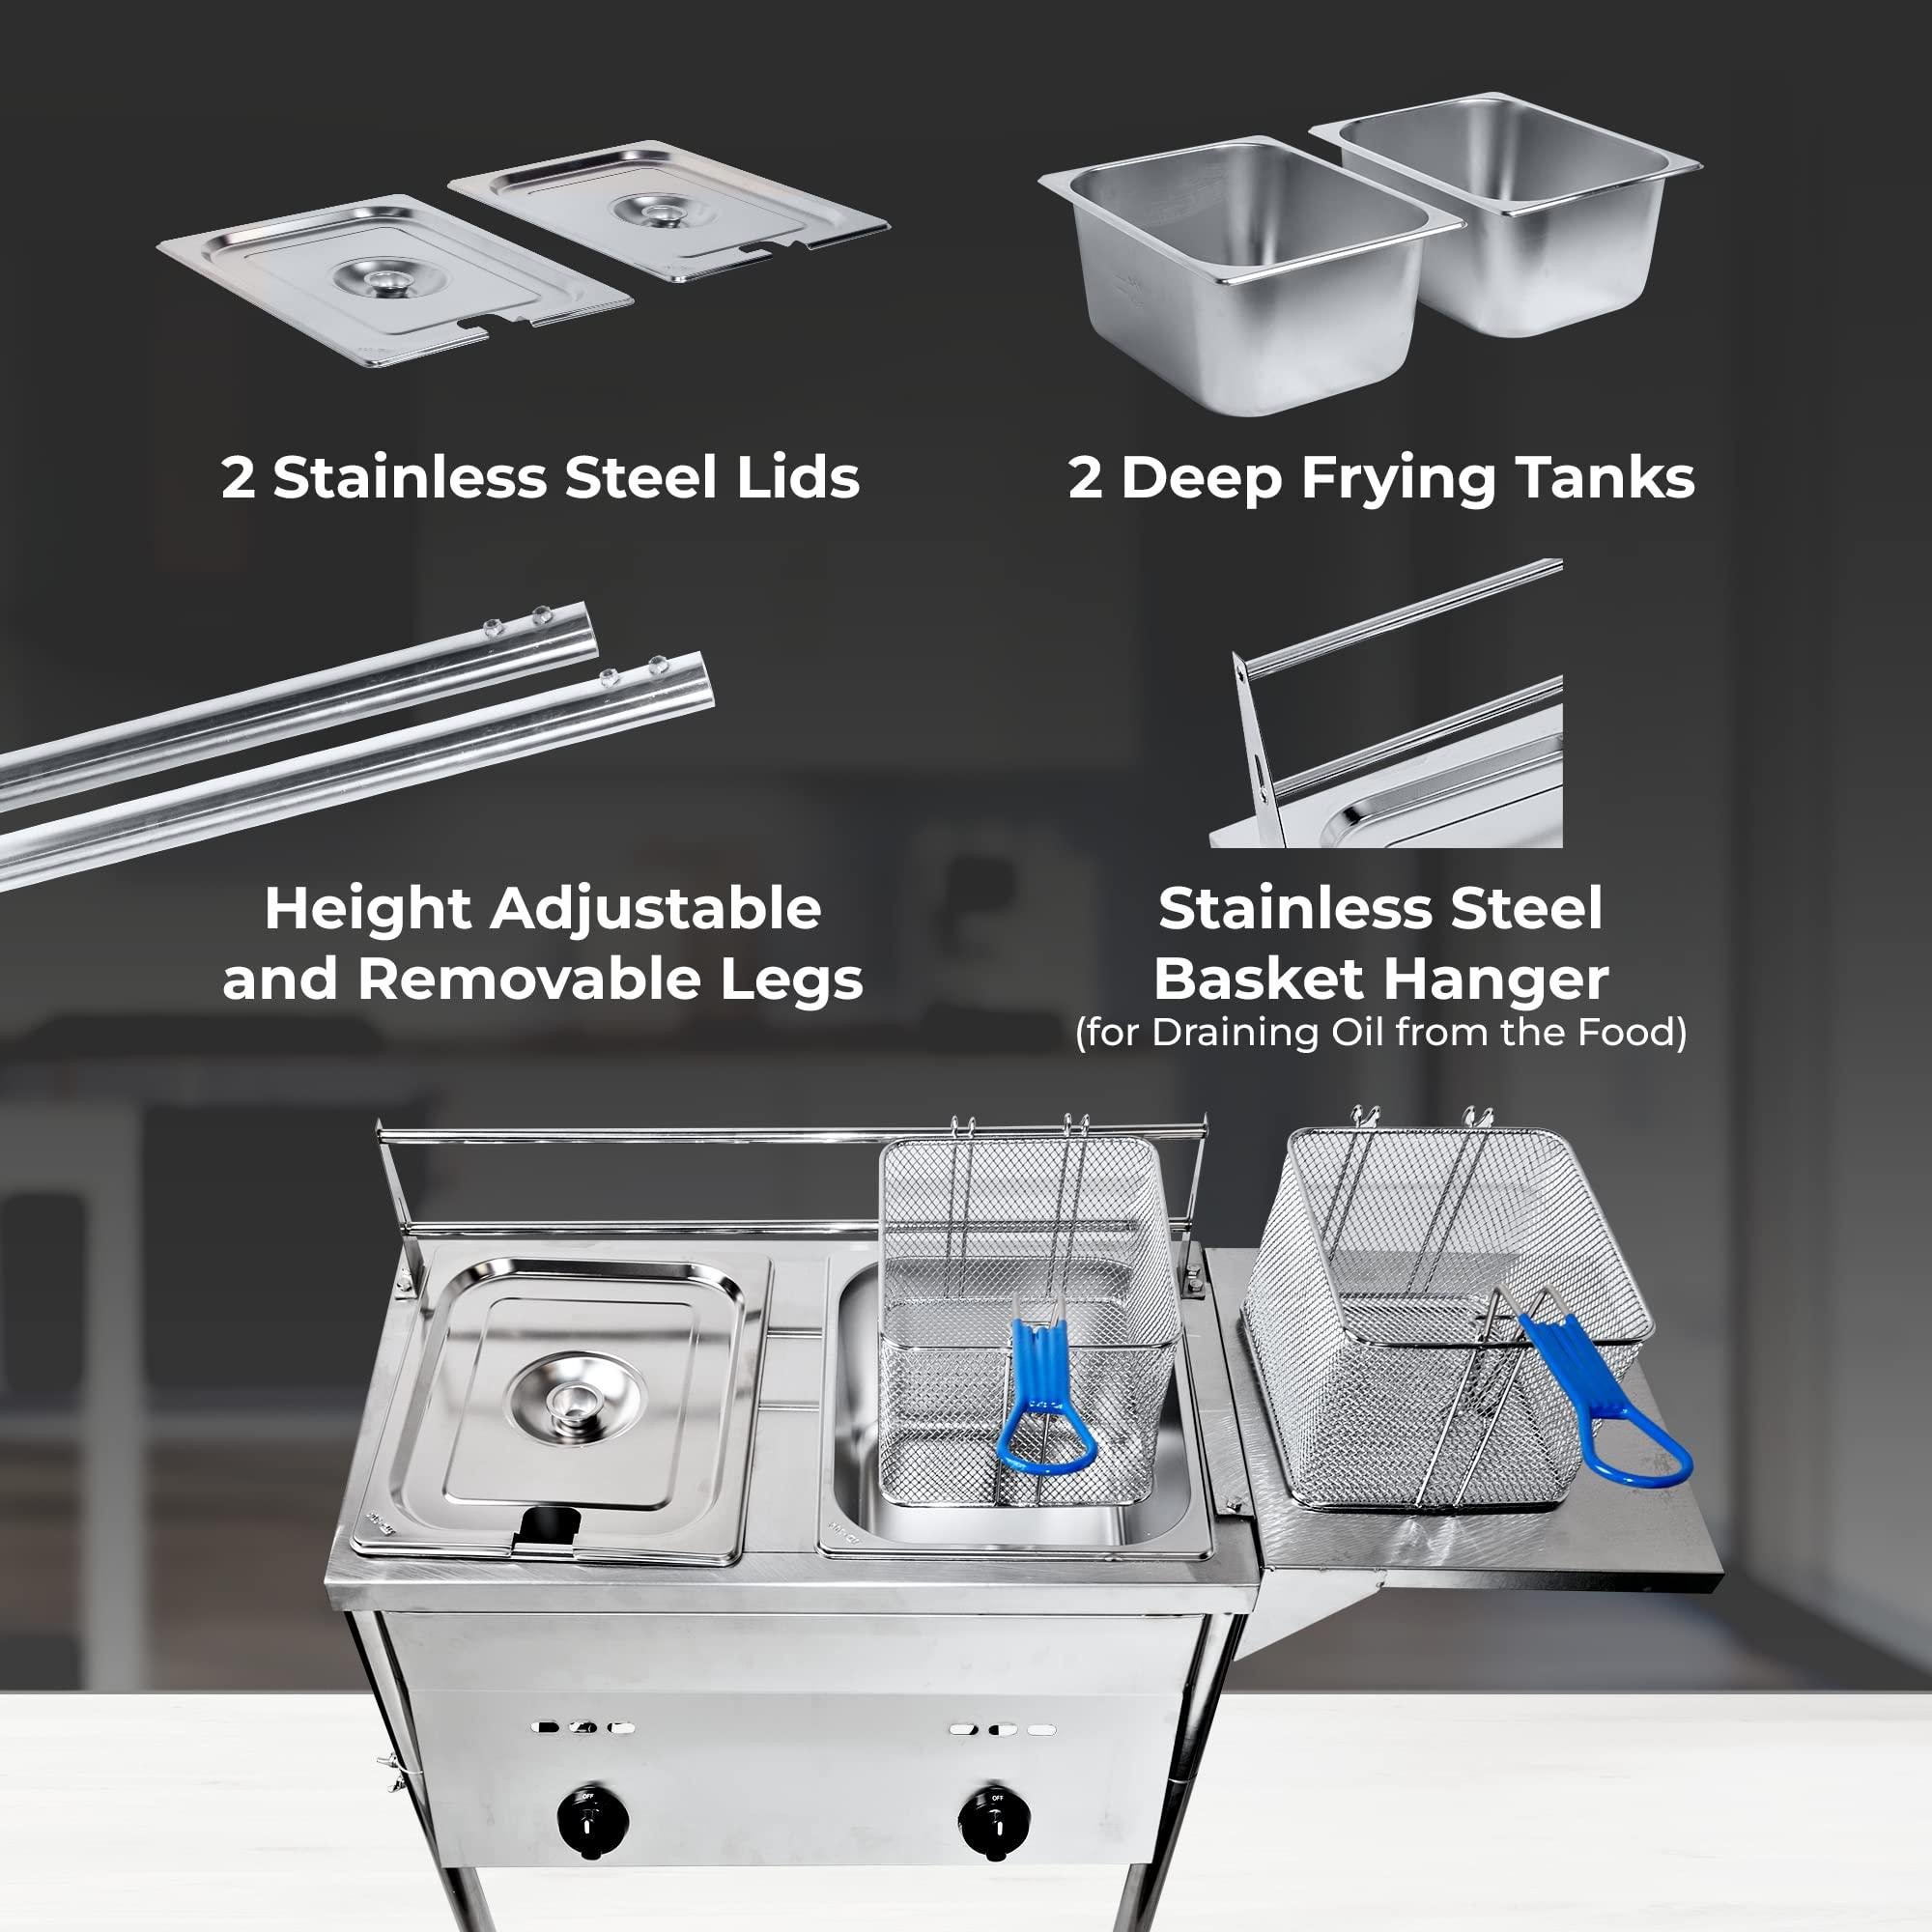 2 Stainless Steel Lids
2 Deep Frying Tanks
Height Adjustable
and Removable Legs
Stainless Steel
Basket Hanger
(for Draining Oil from the Food)
OFF
OFF